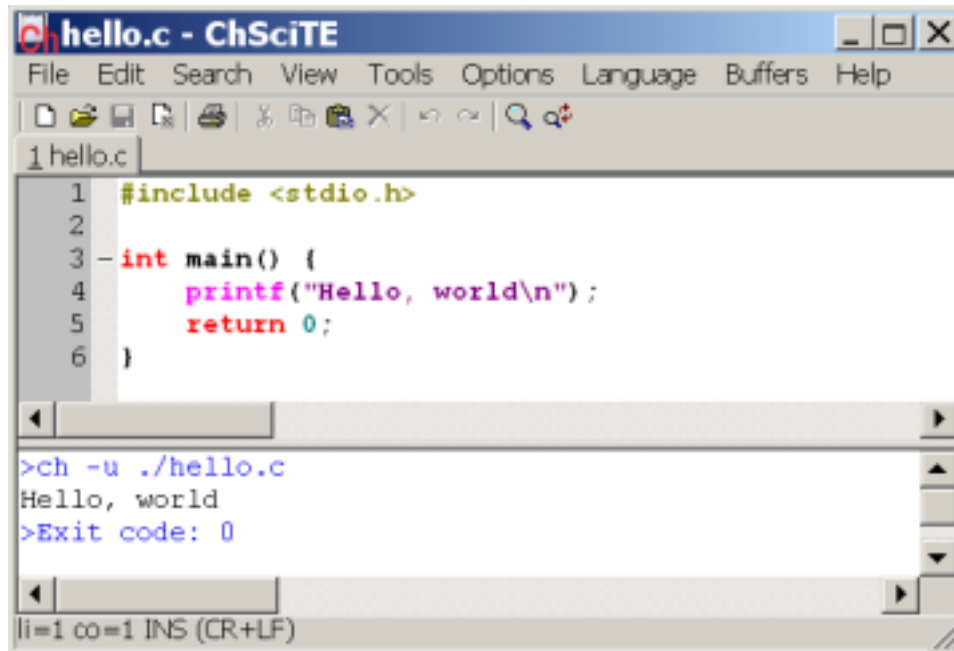 hello.c - ChSciTE
File Edit Search View Tools Options Language Buffers Help
1 hello.c
1 #include <stdio.h>
2
3 int main() {
4     printf("Hello, world\n");
5     return 0;
6 }
>ch -u ./hello.c
Hello, world
>Exit code: 0
li=1 co=1 INS (CR+LF)